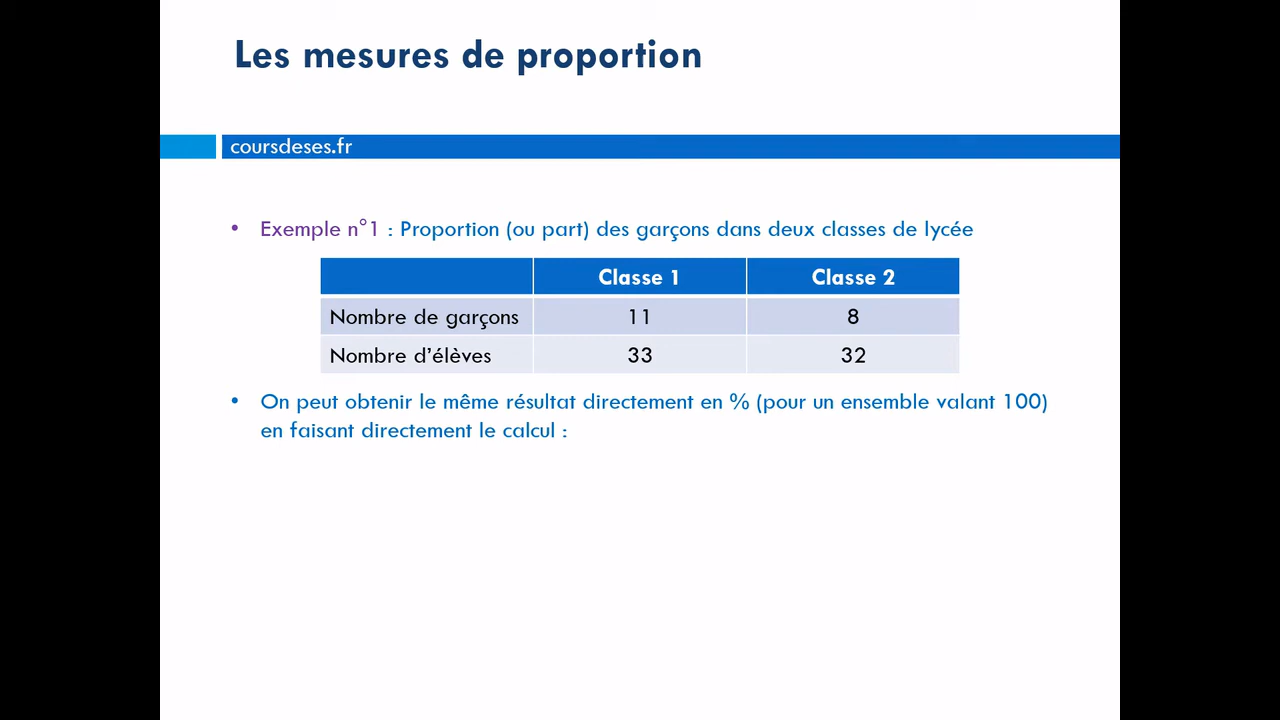 Les mesures de proportion
coursdeses.fr
• Exemple n°1 : Proportion (ou part) des garçons dans deux classes de lycée
Classe 1 Classe 2
Nombre de garçons 11 8
Nombre d’élèves 33 32
• On peut obtenir le même résultat directement en % (pour un ensemble valant 100)
en faisant directement le calcul :